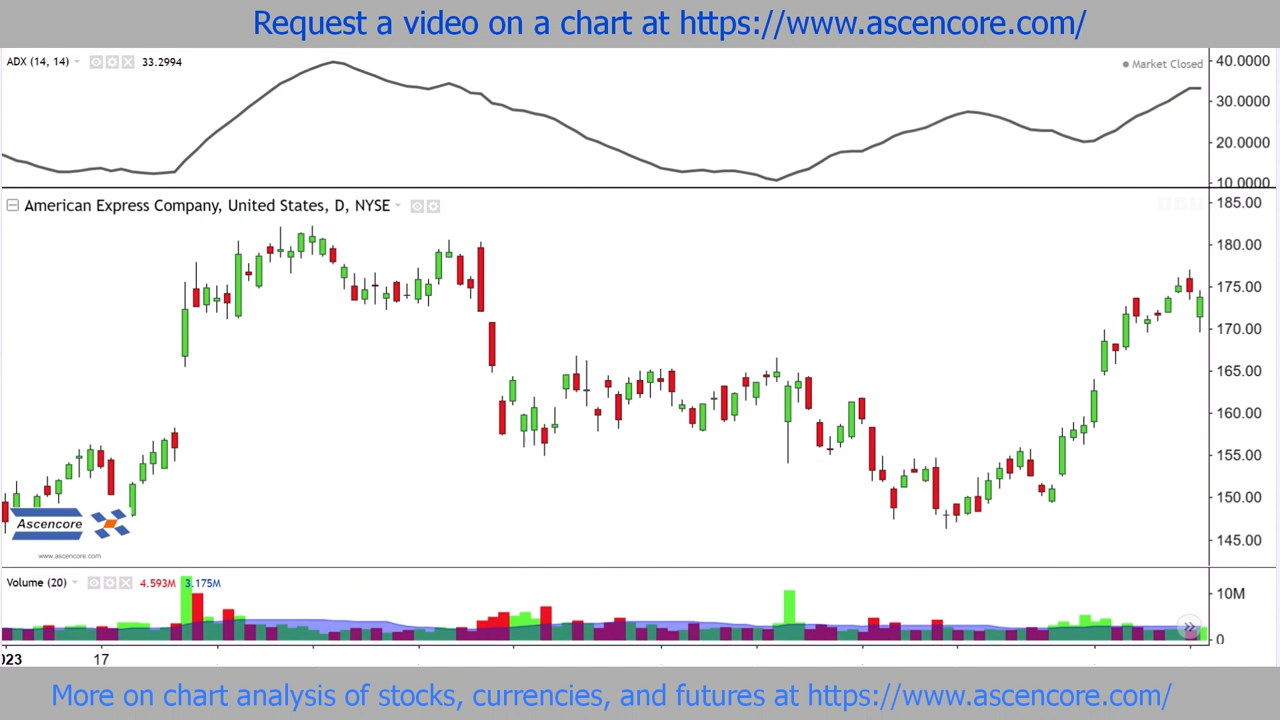 Request a video on a chart at https://www.ascencore.com/
ADX (14, 14) 33.2994
Market Closed
40.0000
30.0000
20.0000
10.0000
American Express Company, United States, D, NYSE
185.00
180.00
175.00
170.00
165.00
160.00
155.00
150.00
145.00
Ascencore
www.ascencore.com
Volume (20) 4.593M 3.175M
10M
0
023 17
More on chart analysis of stocks, currencies, and futures at https://www.ascencore.com/